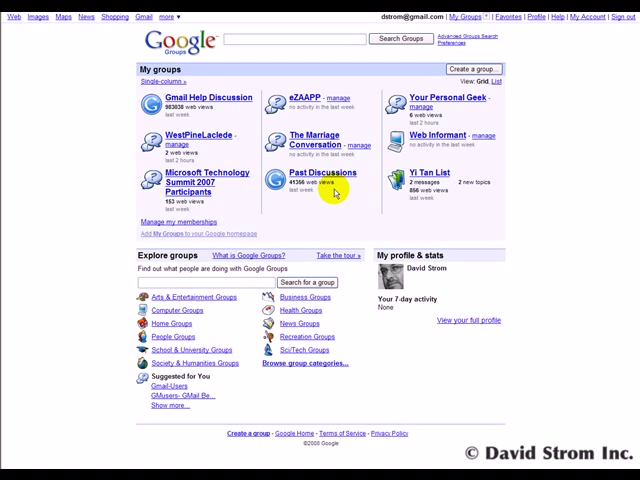 Web Images Maps News Shopping Gmail more ▼ dstrom@gmail.com | My Groups | Favorites | Profile | Help | My Account | Sign out
Google Groups
Search Groups
Advanced Groups Search
Preferences
My groups
Create a group...
Single-column »
View: Grid, List
Gmail Help Discussion
983038 web views
last week
eZAAPP - manage
no activity in the last week
Your Personal Geek - manage
6 web views
last 2 hours
WestPineLaclede - manage
2 web views
last 2 hours
The Marriage Conversation - manage
no activity in the last week
Web Informant - manage
no activity in the last week
Microsoft Technology
Summit 2007
Participants
153 web views
last week
Past Discussions
41356 web views
last week
Yi Tan List
2 messages 2 new topics
856 web views
last week
Manage my memberships
Add My Groups to your Google homepage
Explore groups What is Google Groups? Take the tour »
Find out what people are doing with Google Groups
Search for a group
Arts & Entertainment Groups
Business Groups
Computer Groups
Health Groups
Home Groups
News Groups
People Groups
Recreation Groups
School & University Groups
Sci/Tech Groups
Society & Humanities Groups
Browse group categories...
Suggested for You
Gmail-Users
GMusers- GMail Be...
Show more...
My profile & stats
David Strom
Your 7-day activity
None
View your full profile
Create a group - Google Home - Terms of Service - Privacy Policy
©2008 Google
© David Strom Inc.